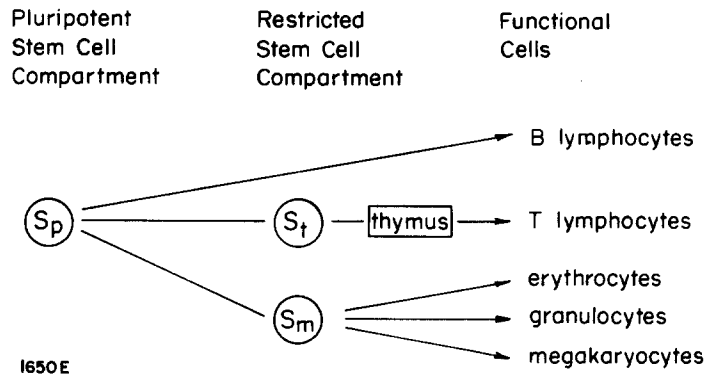 Pluripotent
Stem Cell
Compartment
Restricted
Stem Cell
Compartment
Functional
Cells
B lymphocytes
Sp
St
thymus
T lymphocytes
erythrocytes
Sm
granulocytes
megakaryocytes
1650E